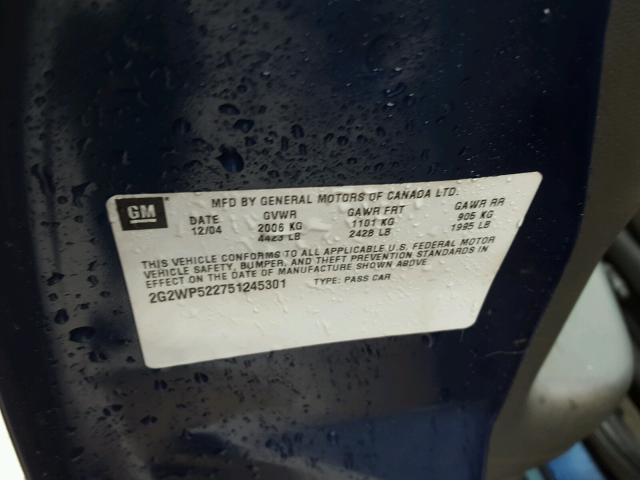 GM
MFD BY GENERAL MOTORS OF CANADA LTD.
DATE GVWR GAWR FRT GAWR RR
12/04 2006 KG 1101 KG 905 KG
4423 LB 2428 LB 1995 LB
THIS VEHICLE CONFORMS TO ALL APPLICABLE U.S. FEDERAL MOTOR
VEHICLE SAFETY, BUMPER, AND THEFT PREVENTION STANDARDS IN
EFFECT ON THE DATE OF MANUFACTURE SHOWN ABOVE.
2G2WP522751245301 TYPE: PASS CAR